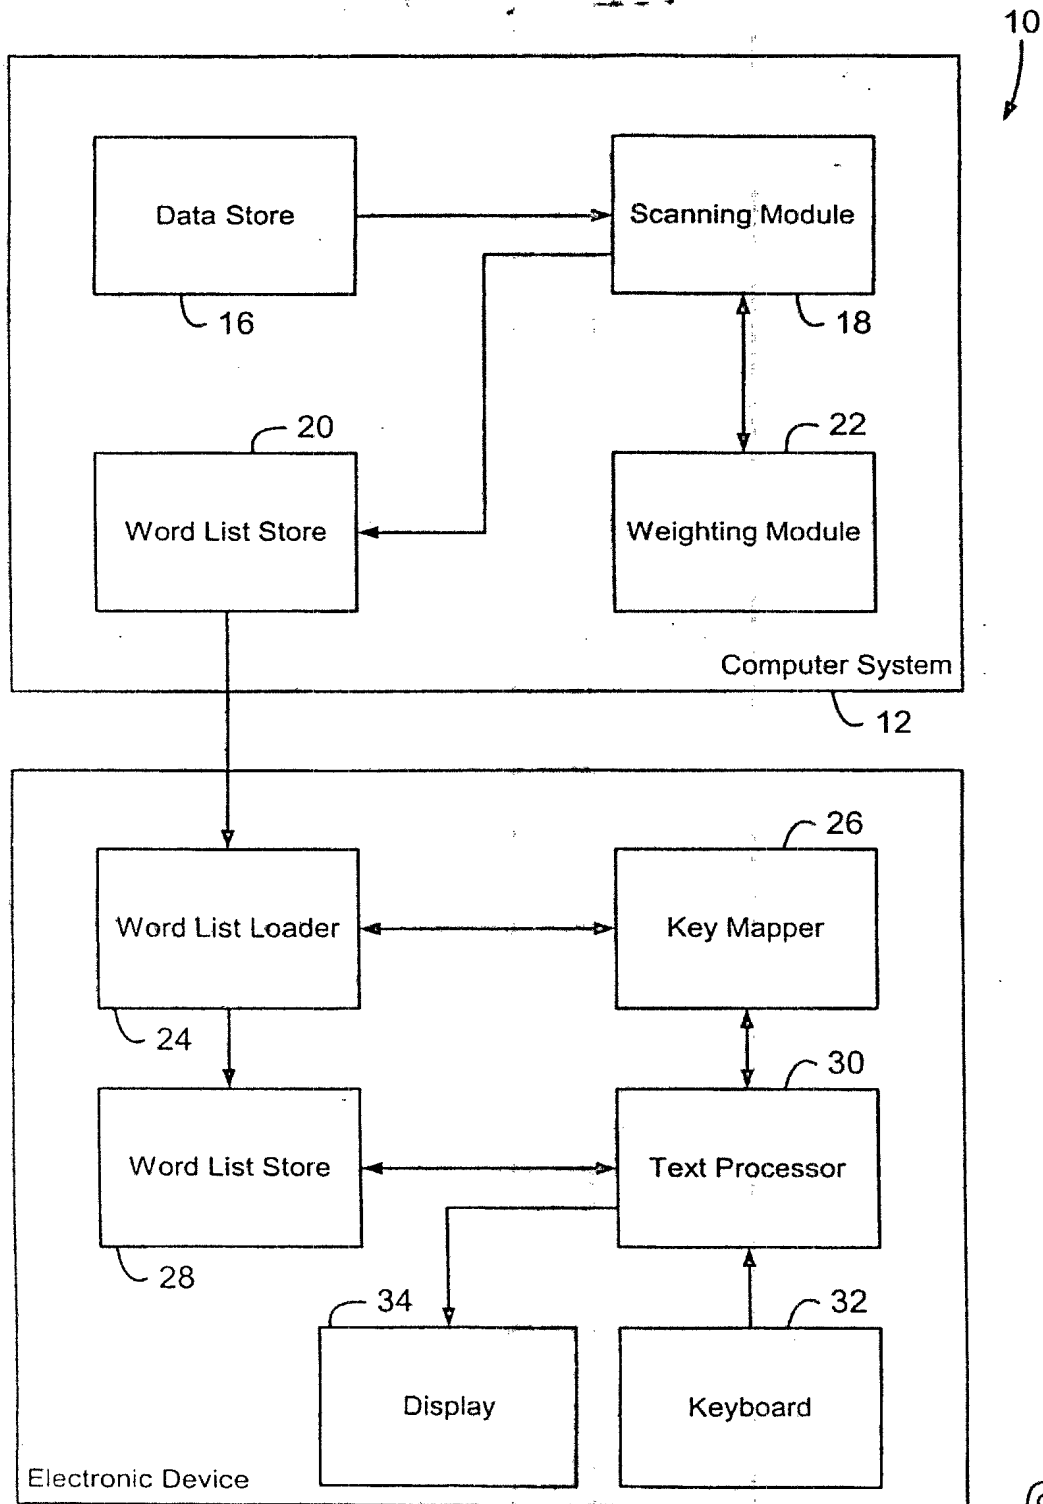 10
Data Store
Scanning Module
16
18
20
22
Word List Store
Weighting Module
Computer System
12
26
Word List Loader
Key Mapper
24
30
Word List Store
Text Processor
28
34
32
Display
Keyboard
Electronic Device